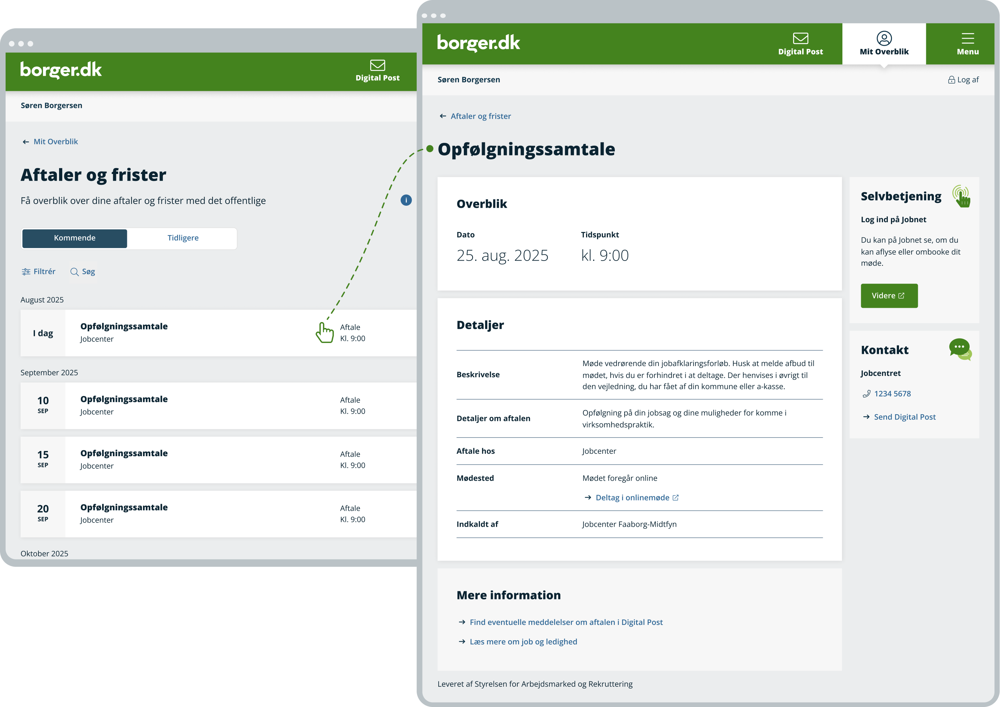 borger.dk
Digital Post
Søren Borgersen
Mit Overblik
Aftaler og frister
Få overblik over dine aftaler og frister med det offentlige
i
Kommende
Tidligere
Filtrér
Søg
August 2025
I dag
Opfølgningssamtale
Jobcenter
Aftale
Kl. 9:00
September 2025
10
SEP
Opfølgningssamtale
Jobcenter
Aftale
Kl. 9:00
15
SEP
Opfølgningssamtale
Jobcenter
Aftale
Kl. 9:00
20
SEP
Opfølgningssamtale
Jobcenter
Aftale
Kl. 9:00
Oktober 2025
borger.dk
Digital Post
Mit Overblik
Menu
Søren Borgersen
Log af
Aftaler og frister
Opfølgningssamtale
Overblik
Dato
Tidspunkt
25. aug. 2025
kl. 9:00
Detaljer
Beskrivelse
Møde vedrørende din jobafklaringsforløb. Husk at melde afbud til
mødet, hvis du er forhindret i at deltage. Der henvises i øvrigt til
den vejledning, du har fået af din kommune eller a-kasse.
Detaljer om aftalen
Opfølgning på din jobsag og dine muligheder for komme i
virksomhedspraktik.
Aftale hos
Jobcenter
Mødested
Mødet foregår online
Deltag i onlinemøde
Indkaldt af
Jobcenter Faaborg-Midtfyn
Mere information
Find eventuelle meddelelser om aftalen i Digital Post
Læs mere om job og ledighed
Leveret af Styrelsen for Arbejdsmarked og Rekruttering
Selvbetjening
Log ind på Jobnet
Du kan på Jobnet se, om du
kan aflyse eller ombooke dit
møde.
Videre
Kontakt
Jobcentret
1234 5678
Send Digital Post